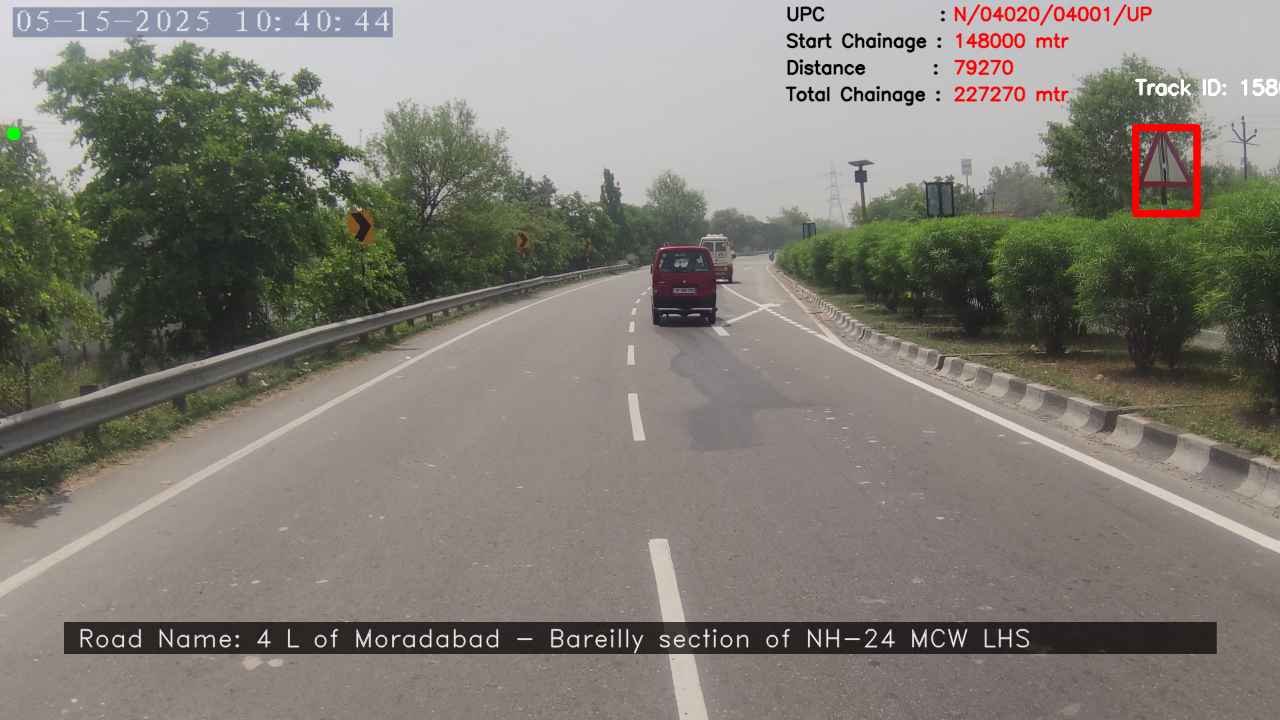 05-15-2025 10:40:44
UPC : N/04020/04001/UP
Start Chainage : 148000 mtr
Distance : 79270
Total Chainage : 227270 mtr
Track ID: 158
Road Name: 4 L of Moradabad - Bareilly section of NH-24 MCW LHS